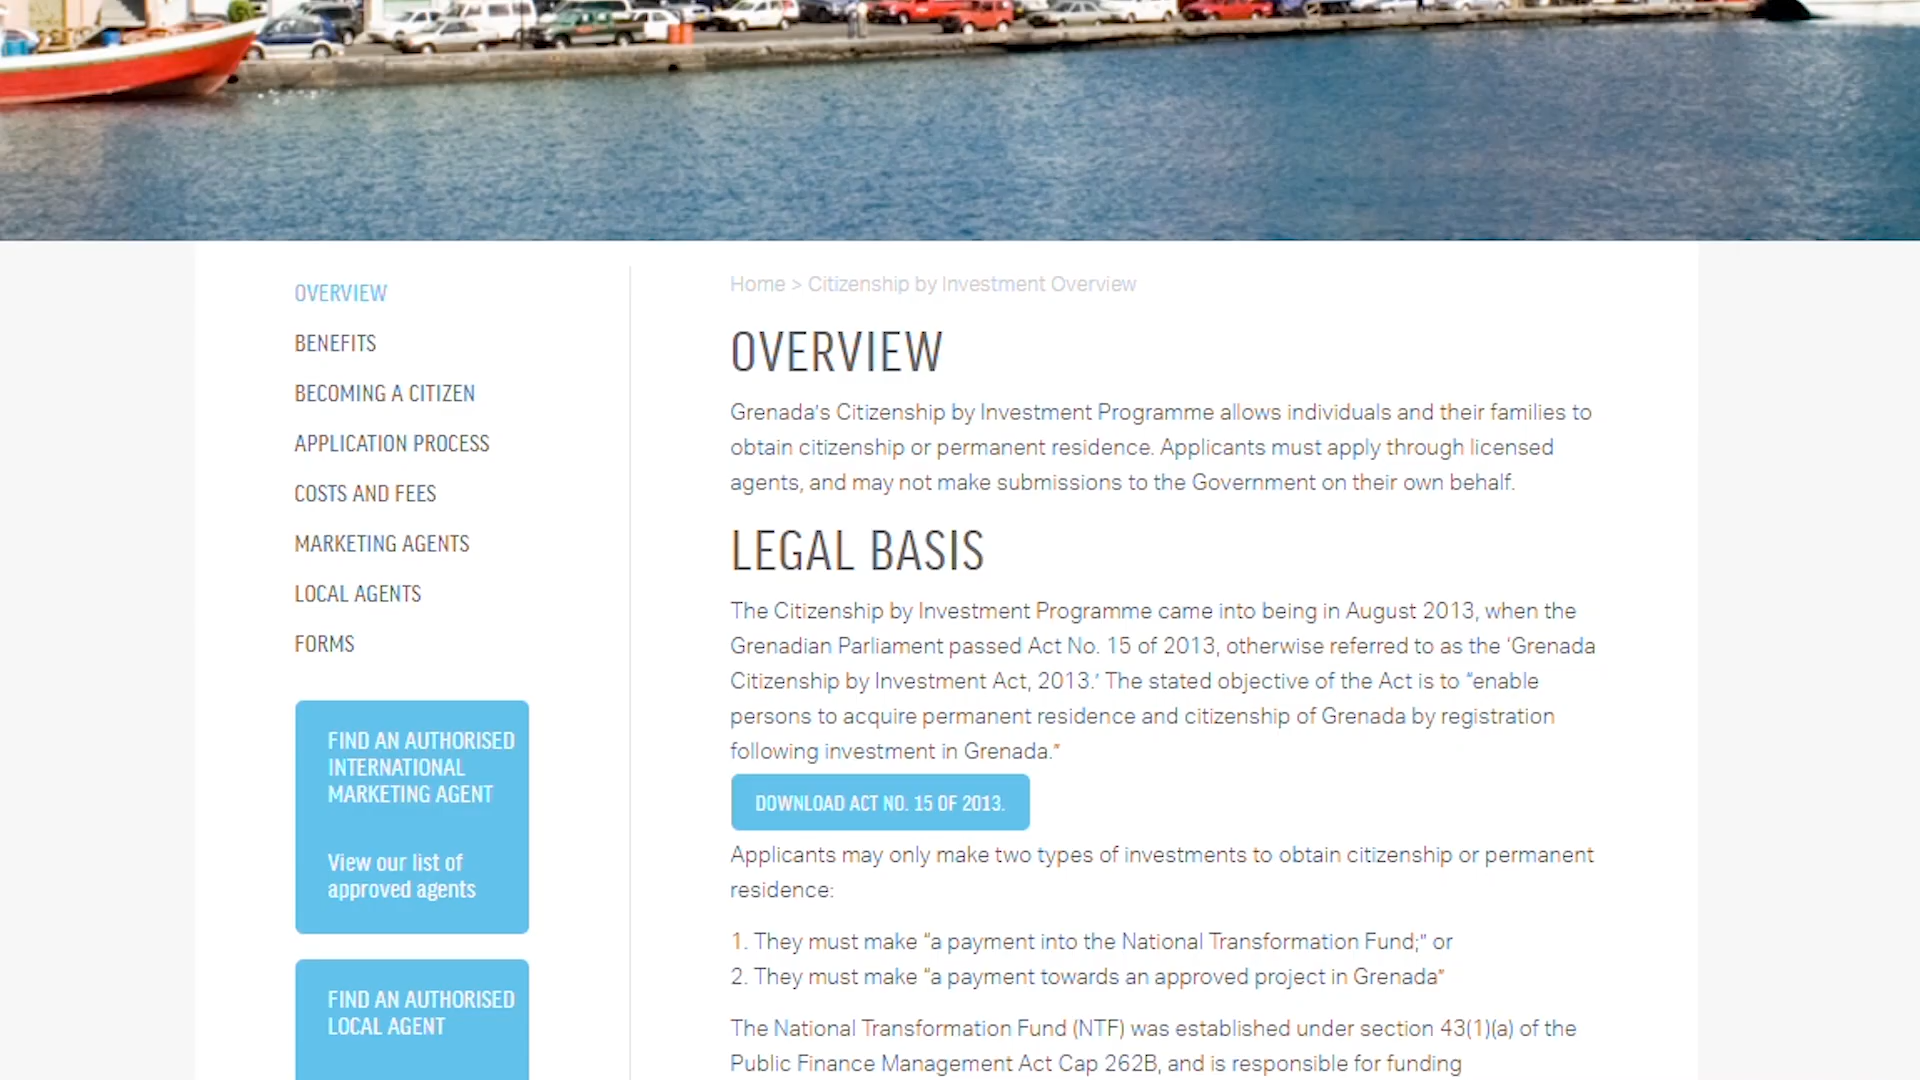 OVERVIEW
BENEFITS
BECOMING A CITIZEN
APPLICATION PROCESS
COSTS AND FEES
MARKETING AGENTS
LOCAL AGENTS
FORMS
FIND AN AUTHORISED
INTERNATIONAL
MARKETING AGENT
View our list of
approved agents
FIND AN AUTHORISED
LOCAL AGENT
Home > Citizenship by Investment Overview
OVERVIEW
Grenada's Citizenship by Investment Programme allows individuals and their families to
obtain citizenship or permanent residence. Applicants must apply through licensed
agents, and may not make submissions to the Government on their own behalf.
LEGAL BASIS
The Citizenship by Investment Programme came into being in August 2013, when the
Grenadian Parliament passed Act No. 15 of 2013, otherwise referred to as the ‘Grenada
Citizenship by Investment Act, 2013.’ The stated objective of the Act is to “enable
persons to acquire permanent residence and citizenship of Grenada by registration
following investment in Grenada.”
DOWNLOAD ACT NO. 15 OF 2013.
Applicants may only make two types of investments to obtain citizenship or permanent
residence:
1. They must make “a payment into the National Transformation Fund;” or
2. They must make “a payment towards an approved project in Grenada”
The National Transformation Fund (NTF) was established under section 43(1)(a) of the
Public Finance Management Act Cap 262B, and is responsible for funding